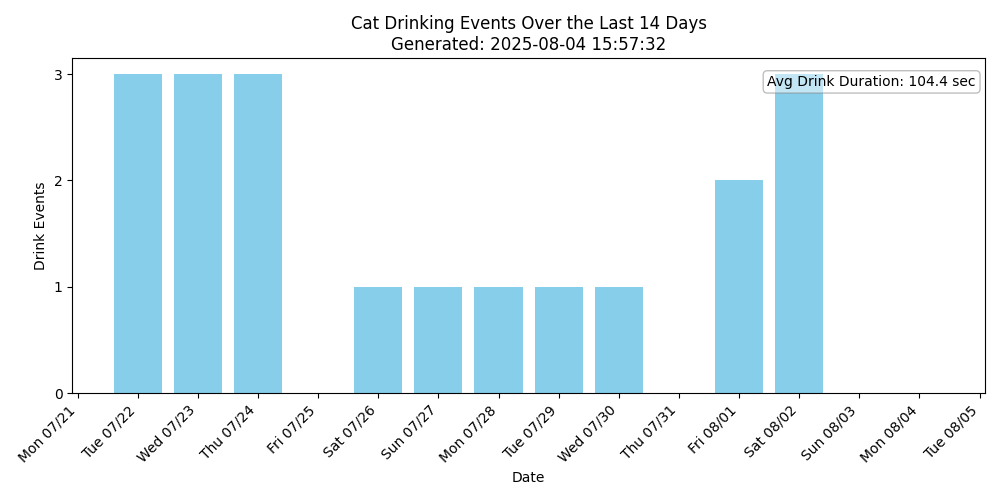 Cat Drinking Events Over the Last 14 Days
Generated: 2025-08-04 15:57:32
Avg Drink Duration: 104.4 sec
Drink Events
3
2
1
0
Mon 07/21
Tue 07/22
Wed 07/23
Thu 07/24
Fri 07/25
Sat 07/26
Sun 07/27
Mon 07/28
Tue 07/29
Wed 07/30
Thu 07/31
Fri 08/01
Sat 08/02
Sun 08/03
Mon 08/04
Tue 08/05
Date